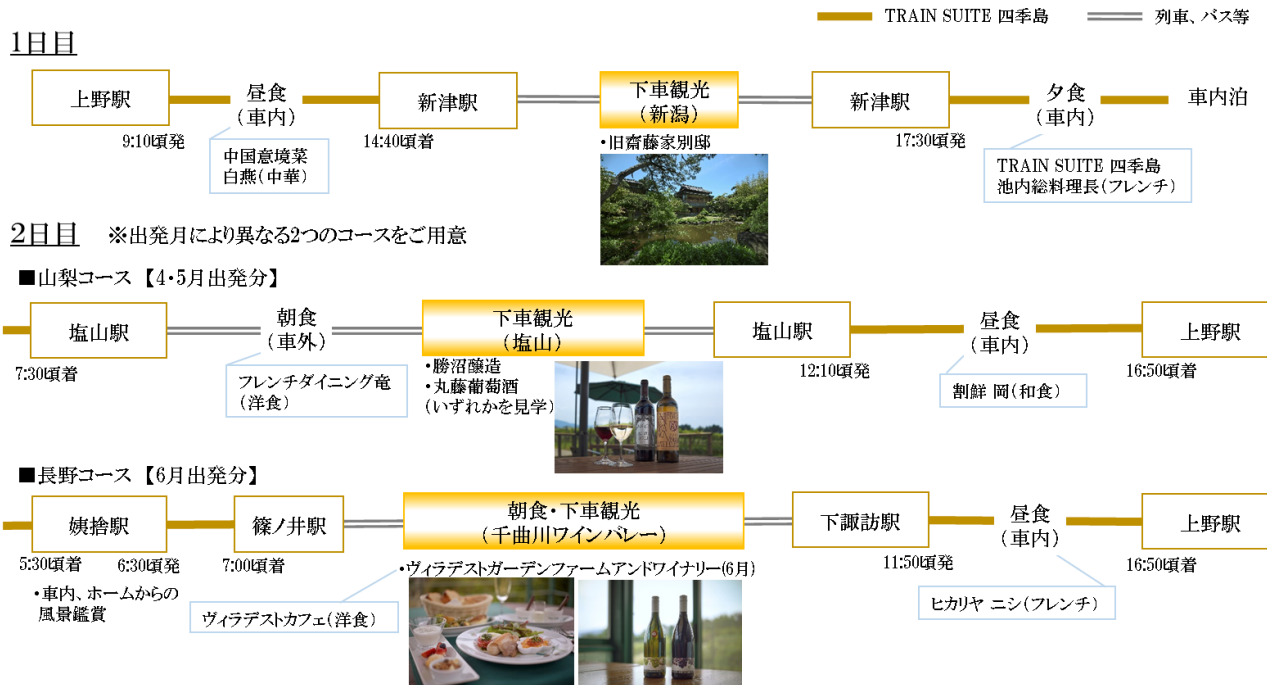 TRAIN SUITE 四季島
列車、バス等
1日目
上野駅
9:10頃発
昼食
(車内)
中国意境菜
白燕(中華)
新津駅
14:40頃着
下車観光
(新潟)
・旧齋藤家別邸
新津駅
17:30頃発
夕食
(車内)
TRAIN SUITE 四季島
池内総料理長(フレンチ)
車内泊
2日目
※出発月により異なる2つのコースをご用意
■山梨コース 【4・5月出発分】
塩山駅
7:30頃着
朝食
(車外)
フレンチダイニング竜
(洋食)
下車観光
(塩山)
・勝沼醸造
・丸藤葡萄酒
(いずれかを見学)
塩山駅
12:10頃発
昼食
(車内)
割鮮 岡(和食)
上野駅
16:50頃着
■長野コース 【6月出発分】
姨捨駅
5:30頃着
6:30頃発
・車内、ホームからの
風景鑑賞
篠ノ井駅
7:00頃着
朝食・下車観光
(千曲川ワインバレー)
・ヴィラデストガーデンファームアンドワイナリー(6月)
ヴィラデストカフェ(洋食)
下諏訪駅
11:50頃発
昼食
(車内)
ヒカリヤ ニシ(フレンチ)
上野駅
16:50頃着